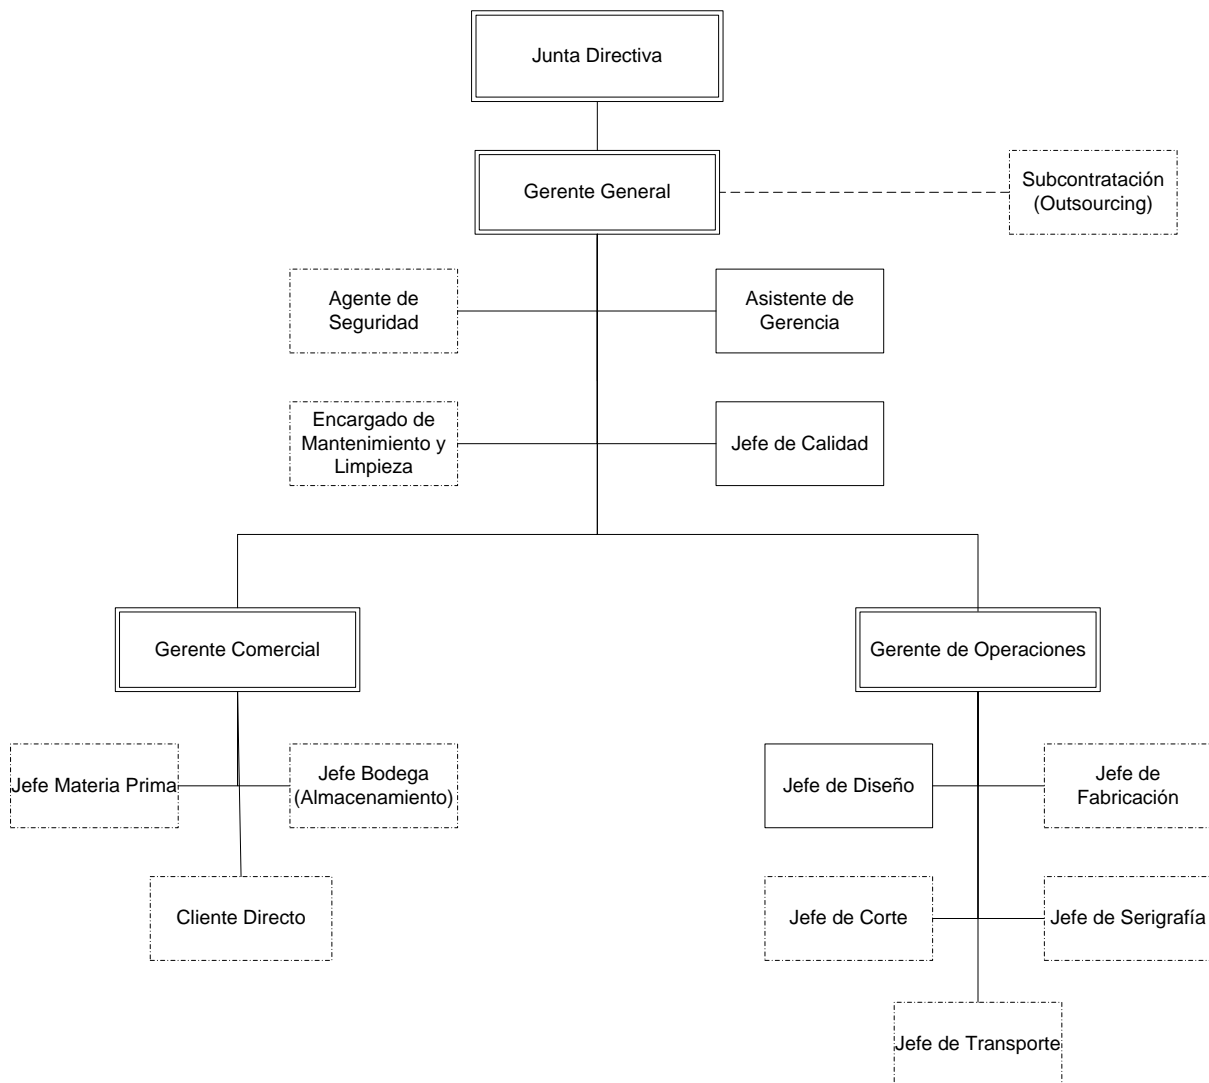 Junta Directiva
Gerente General
Subcontratación
(Outsourcing)
Agente de
Seguridad
Asistente de
Gerencia
Encargado de
Mantenimiento y
Limpieza
Jefe de Calidad
Gerente Comercial
Gerente de Operaciones
Jefe Materia Prima
Jefe Bodega
(Almacenamiento)
Jefe de Diseño
Jefe de
Fabricación
Cliente Directo
Jefe de Corte
Jefe de Serigrafía
Jefe de Transporte